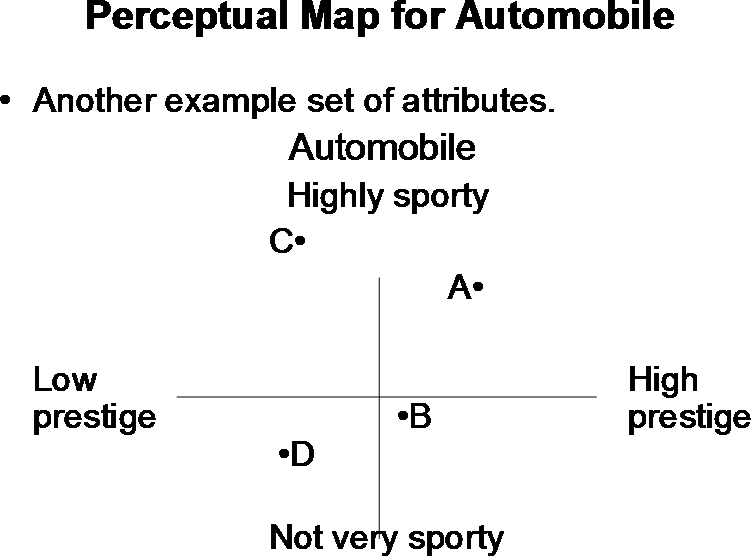 Perceptual Map for Automobile
• Another example set of attributes.
Automobile
Highly sporty
C•
A•
Low
prestige
High
prestige
•B
•D
Not very sporty